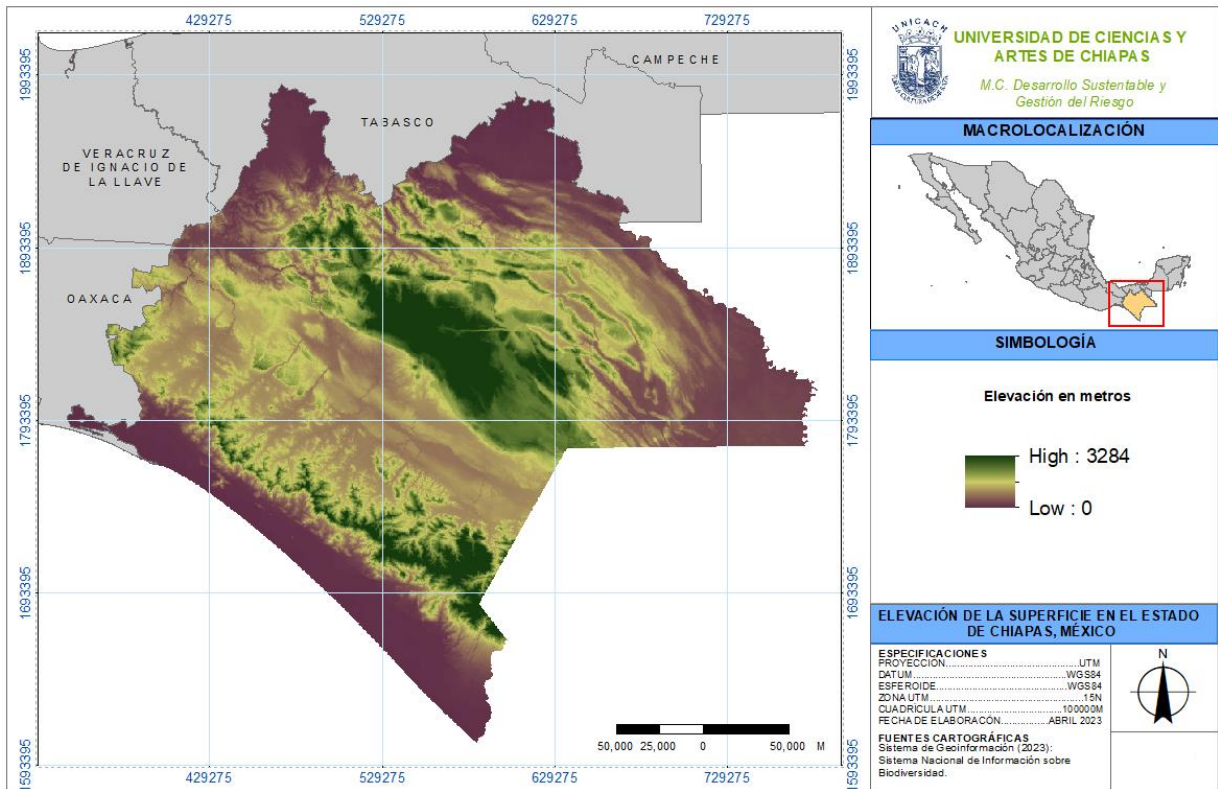 429275 529275 629275 729275
1993395 1993395
CAMPECHE
TABASCO
VERACRUZ
DE IGNACIO DE
LA LLAVE
1893395 1893395
OAXACA
1793395 1793395
1693395 1693395
50,000 25,000 0 50,000 M
1593395 1593395
429275 529275 629275 729275
UNICACH
UNIVERSIDAD DE CIENCIAS Y
ARTES DE CHIAPAS
M.C. Desarrollo Sustentable y
Gestión del Riesgo
MACROLOCALIZACIÓN
SIMBOLOGÍA
Elevación en metros
High : 3284
Low : 0
ELEVACIÓN DE LA SUPERFICIE EN EL ESTADO
DE CHIAPAS, MÉXICO
ESPECIFICACIONES
PROYECCIÓN.......................................UTM
DATUM.............................................WGS84
ESFEROIDE.......................................WGS84
ZONA UTM...........................................15N
CUADRÍCULA UTM.............................100000M
FECHA DE ELABORACÓN................ABRIL 2023
FUENTES CARTOGRÁFICAS
Sistema de Geoinformación (2023):
Sistema Nacional de Información sobre
Biodiversidad.
N